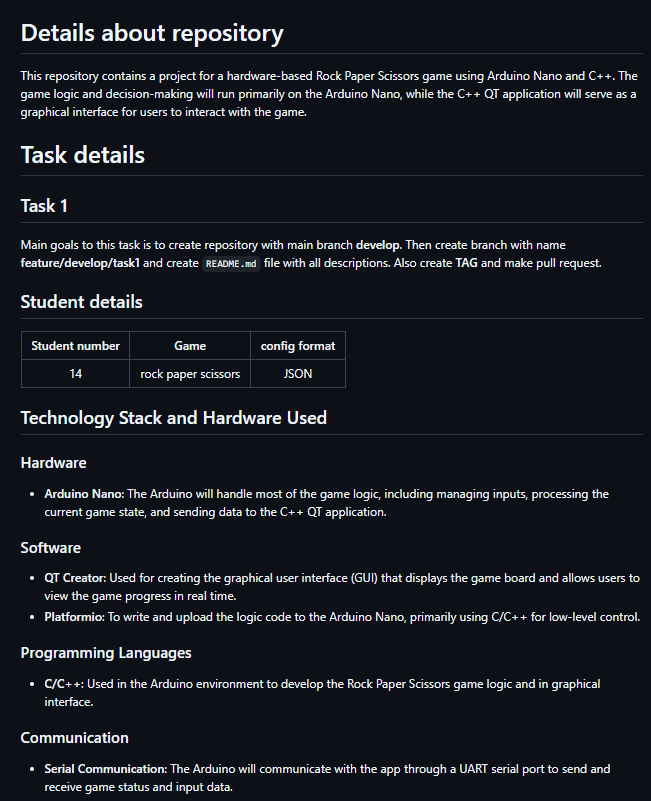 Details about repository
This repository contains a project for a hardware-based Rock Paper Scissors game using Arduino Nano and C++. The
game logic and decision-making will run primarily on the Arduino Nano, while the C++ QT application will serve as a
graphical interface for users to interact with the game.
Task details
Task 1
Main goals to this task is to create repository with main branch develop. Then create branch with name
feature/develop/task1 and create README.md file with all descriptions. Also create TAG and make pull request.
Student details
Student number Game config format
14 rock paper scissors JSON
Technology Stack and Hardware Used
Hardware
• Arduino Nano: The Arduino will handle most of the game logic, including managing inputs, processing the
current game state, and sending data to the C++ QT application.
Software
• QT Creator: Used for creating the graphical user interface (GUI) that displays the game board and allows users to
view the game progress in real time.
• Platformio: To write and upload the logic code to the Arduino Nano, primarily using C/C++ for low-level control.
Programming Languages
• C/C++: Used in the Arduino environment to develop the Rock Paper Scissors game logic and in graphical
interface.
Communication
• Serial Communication: The Arduino will communicate with the app through a UART serial port to send and
receive game status and input data.